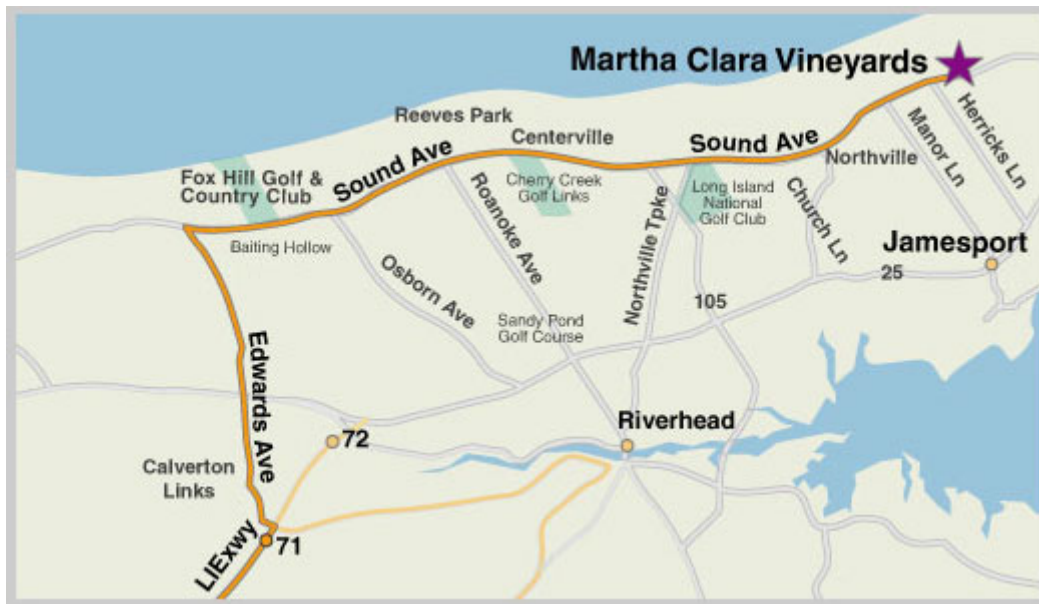 Martha Clara Vineyards
Reeves Park
Centerville
Sound Ave
Sound Ave
Northville
Manor Ln
Herricks Ln
Fox Hill Golf &
Country Club
Cherry Creek
Golf Links
Long Island
National
Golf Club
Baiting Hollow
Roanoke Ave
Northville Tpke
Church Ln
Jamesport
Osborn Ave
25
105
Sandy Pond
Golf Course
Edwards Ave
72
Riverhead
Calverton
Links
LIExwy
71